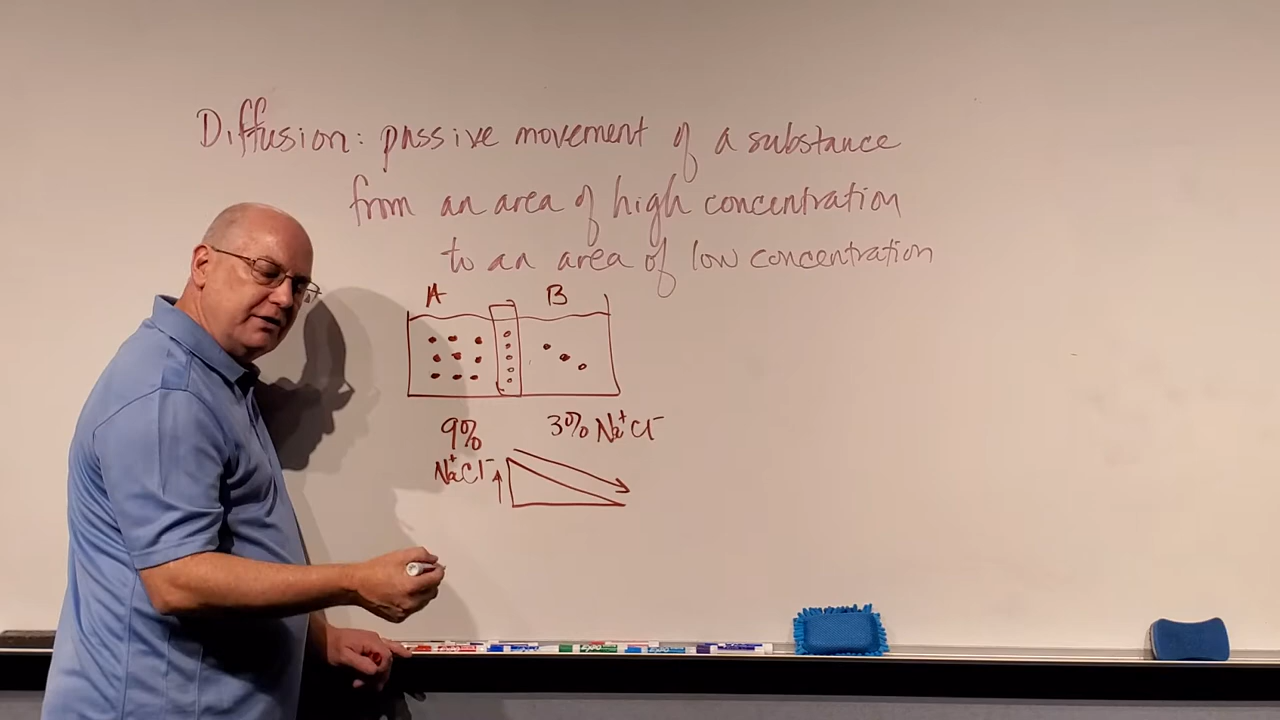 Diffusion: passive movement of a substance
from an area of high concentration
to an area of low concentration
A B
9% 3% Na⁺Cl⁻
Na⁺Cl⁻